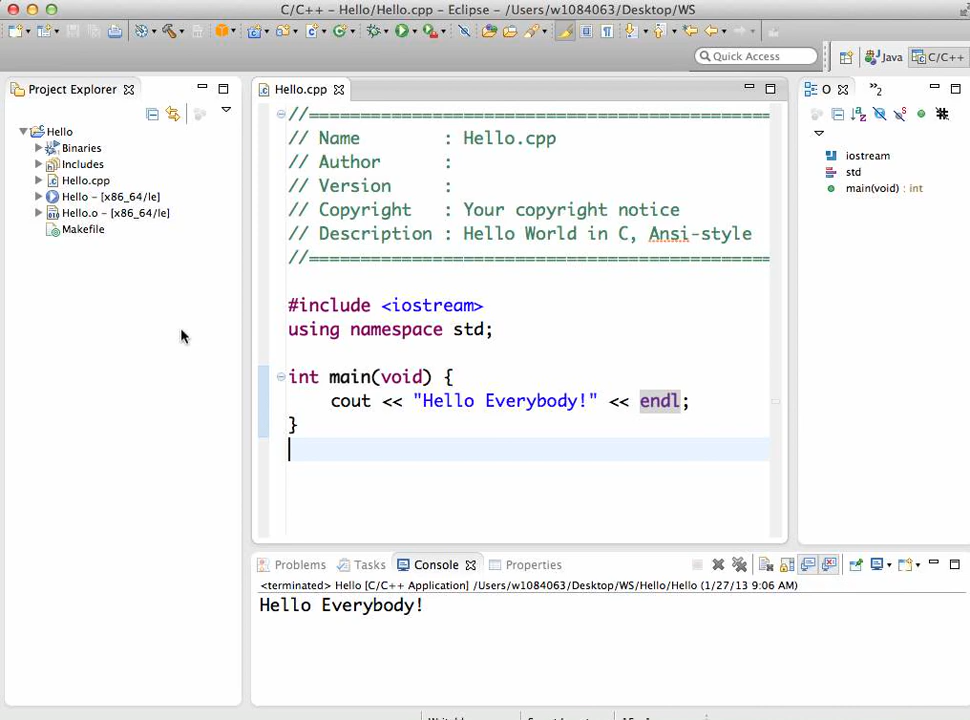 C/C++ - Hello/Hello.cpp - Eclipse - /Users/w1084063/Desktop/WS
Quick Access
Java
C/C++
Project Explorer
Hello
Binaries
Includes
Hello.cpp
Hello - [x86_64/le]
Hello.o - [x86_64/le]
Makefile
Hello.cpp
//=============================================
// Name : Hello.cpp
// Author :
// Version :
// Copyright : Your copyright notice
// Description : Hello World in C, Ansi-style
//=============================================
#include <iostream>
using namespace std;
int main(void) {
cout << "Hello Everybody!" << endl;
}
O
»2
iostream
std
main(void) : int
Problems
Tasks
Console
Properties
<terminated> Hello [C/C++ Application] /Users/w1084063/Desktop/WS/Hello/Hello (1/27/13 9:06 AM)
Hello Everybody!